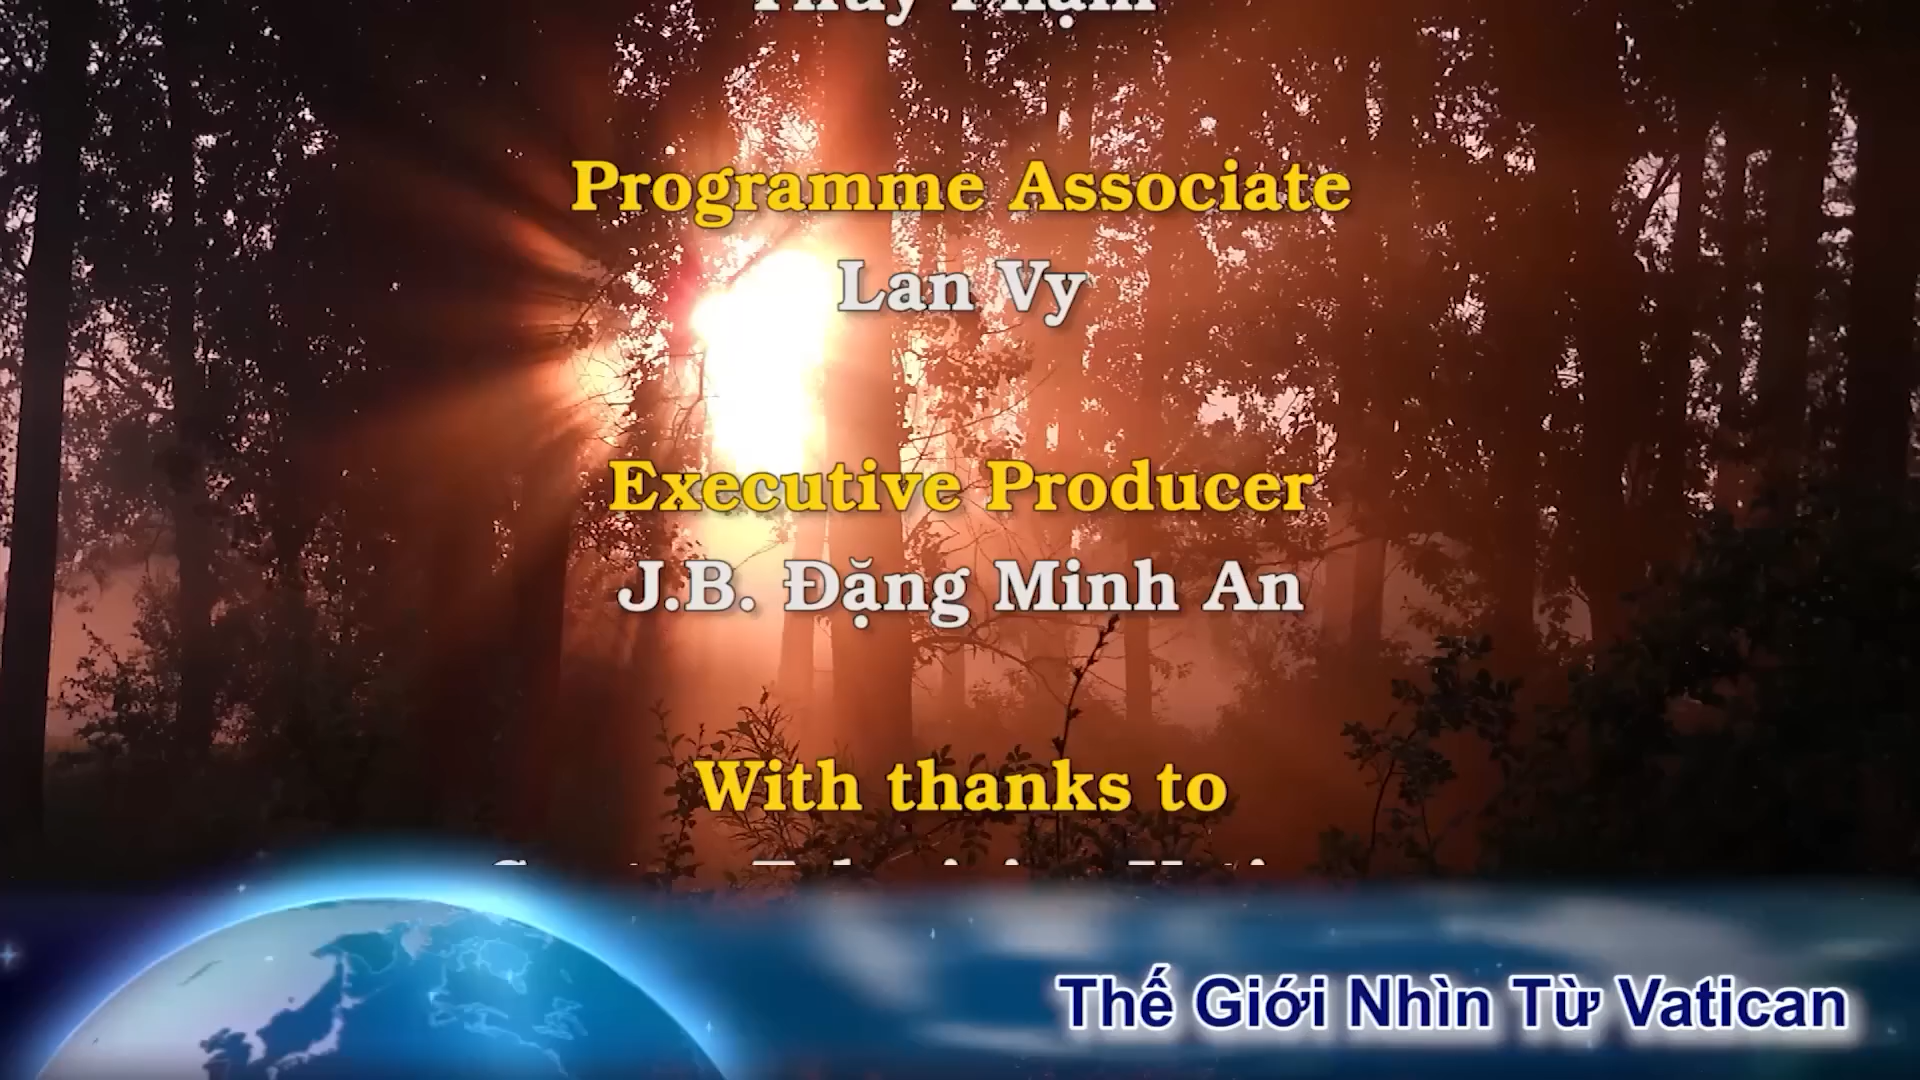 Programme Associate
Lan Vy
Executive Producer
J.B. Đặng Minh An
With thanks to
Thế Giới Nhìn Từ Vatican